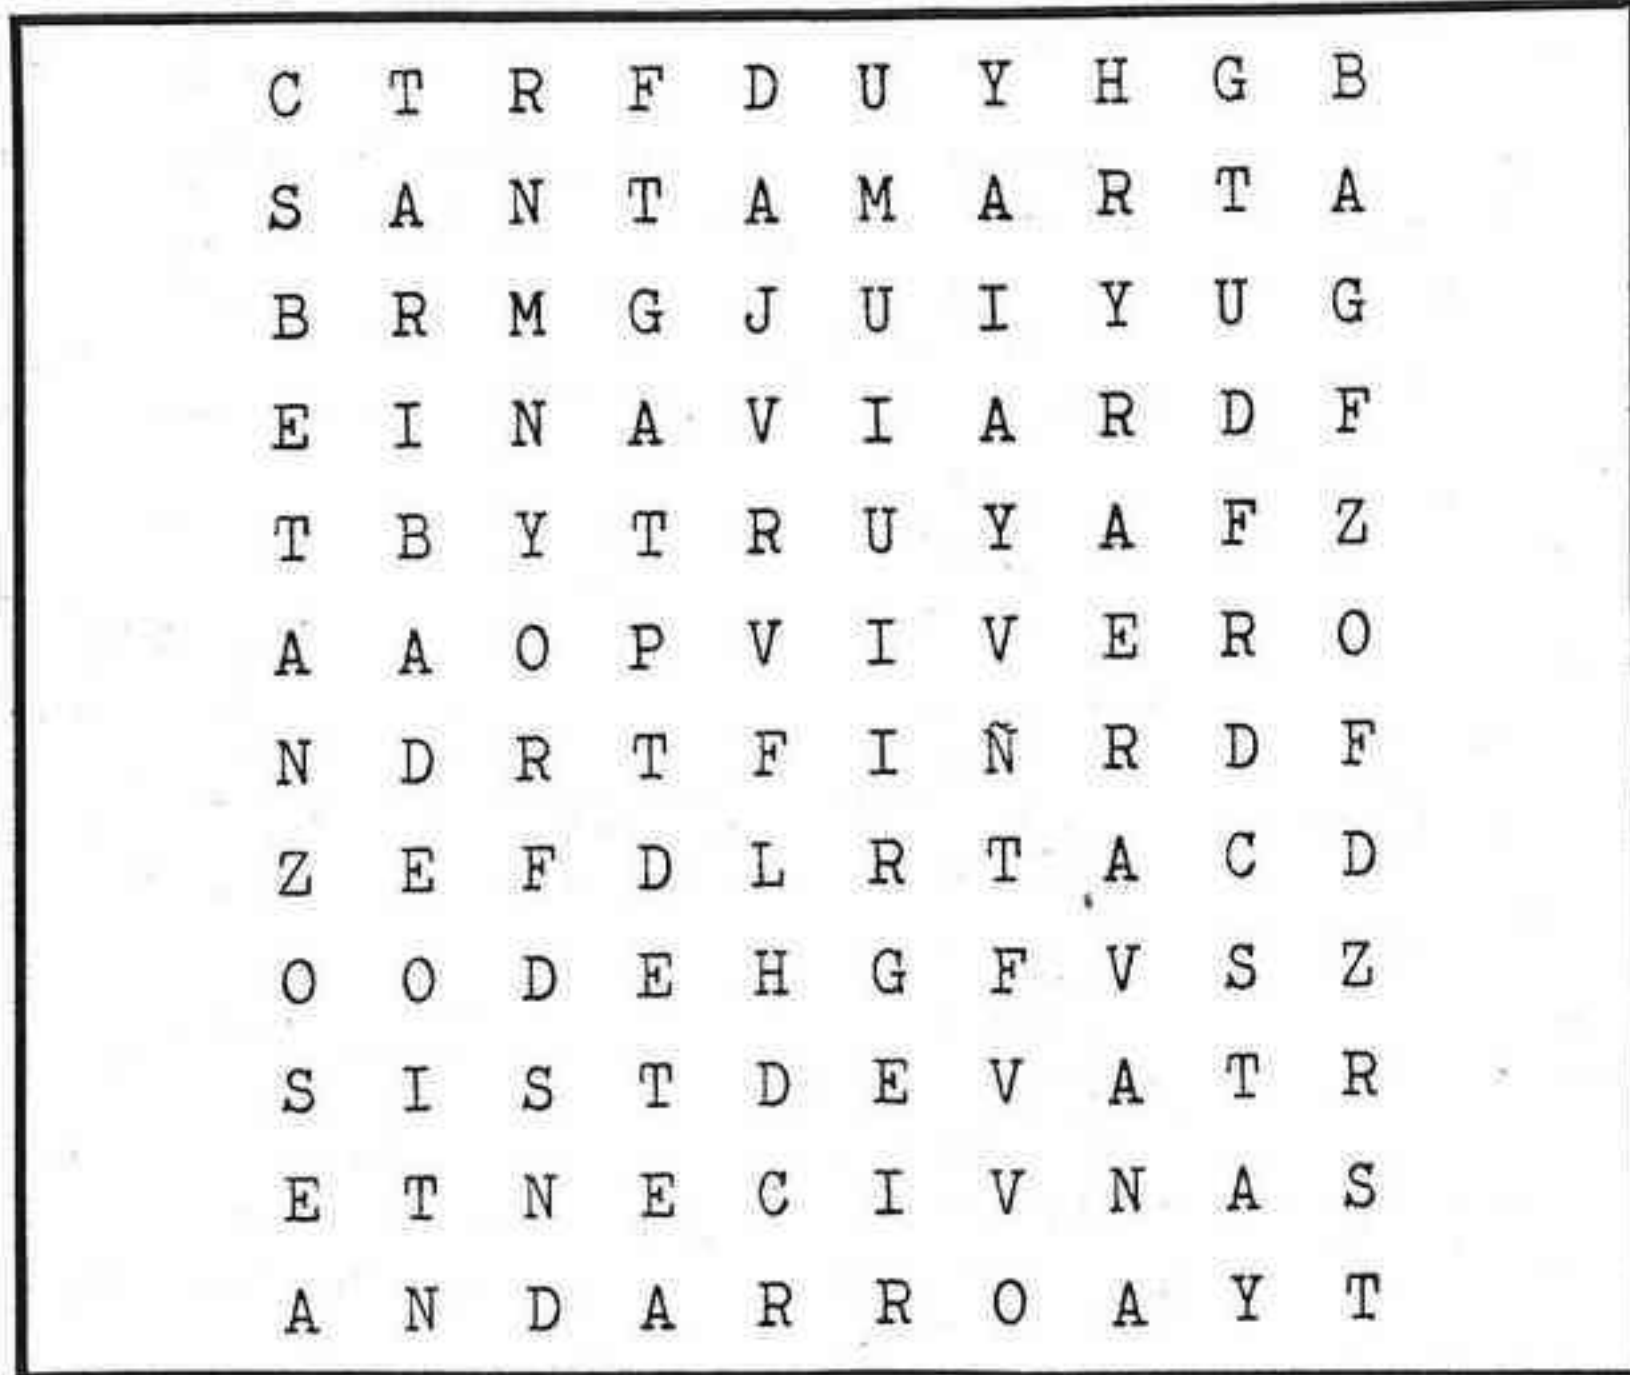 C T R F D U Y H G B
S A N T A M A R T A
B R M G J U I Y U G
E I N A V I A R D F
T B Y T R U Y A F Z
A A O P V I V E R O
N D R T F I Ñ R D F
Z E F D L R T A C D
O O D E H G F V S Z
S I S T D E V A T R
E T N E C I V N A S
A N D A R R O A Y T